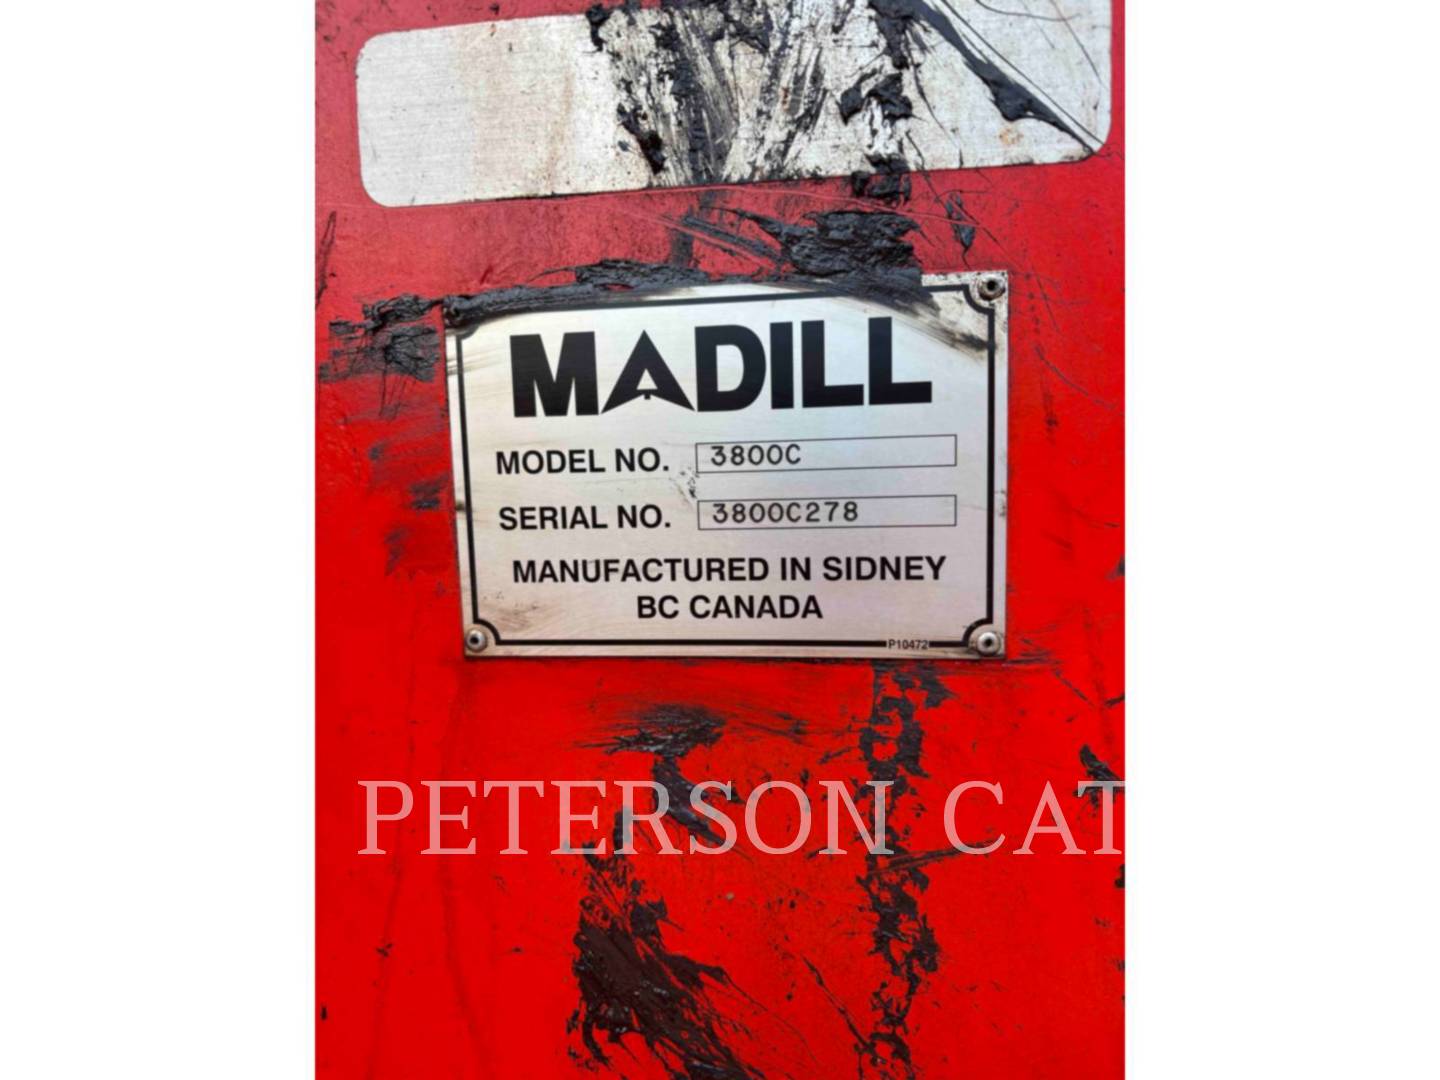 MADILL
MODEL NO. 3800C
SERIAL NO. 3800C278
MANUFACTURED IN SIDNEY
BC CANADA
P10472
PETERSON CAT